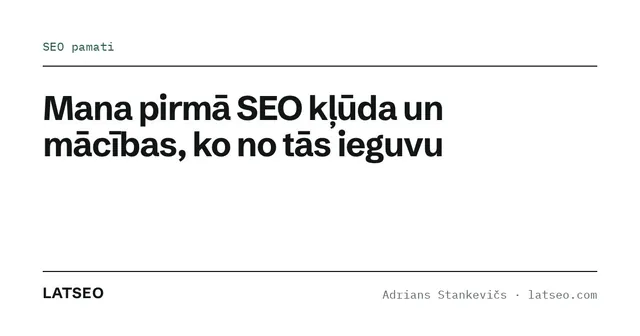 SEO pamati
Mana pirmā SEO kļūda un
mācības, ko no tās ieguvu
LATSEO
Adrians Stankevičs · latseo.com